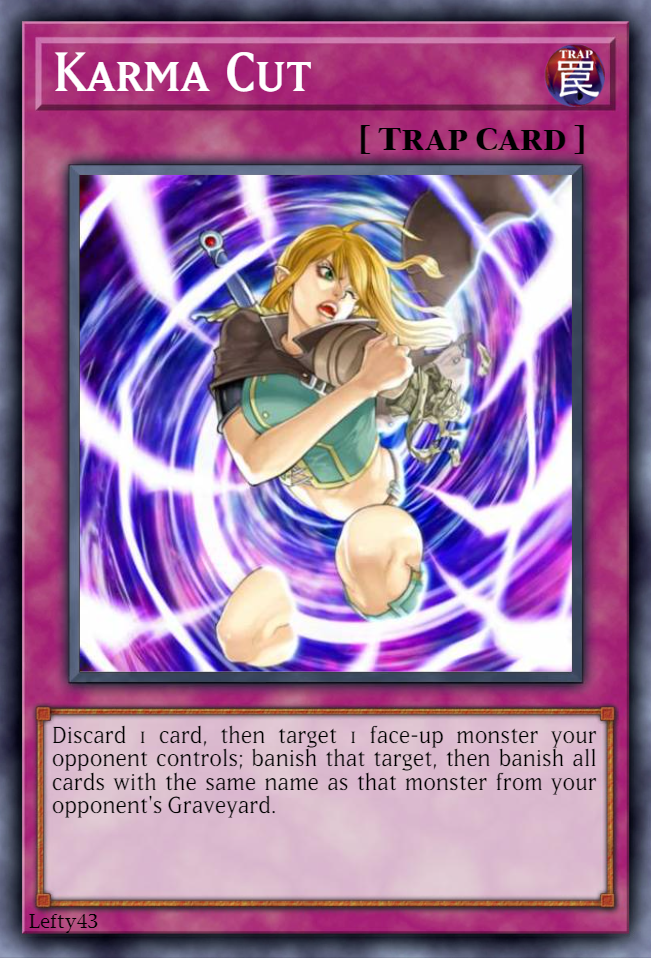 Karma Cut
TRAP
罠
[ Trap Card ]
Discard 1 card, then target 1 face-up monster your
opponent controls; banish that target, then banish all
cards with the same name as that monster from your
opponent's Graveyard.
Lefty43